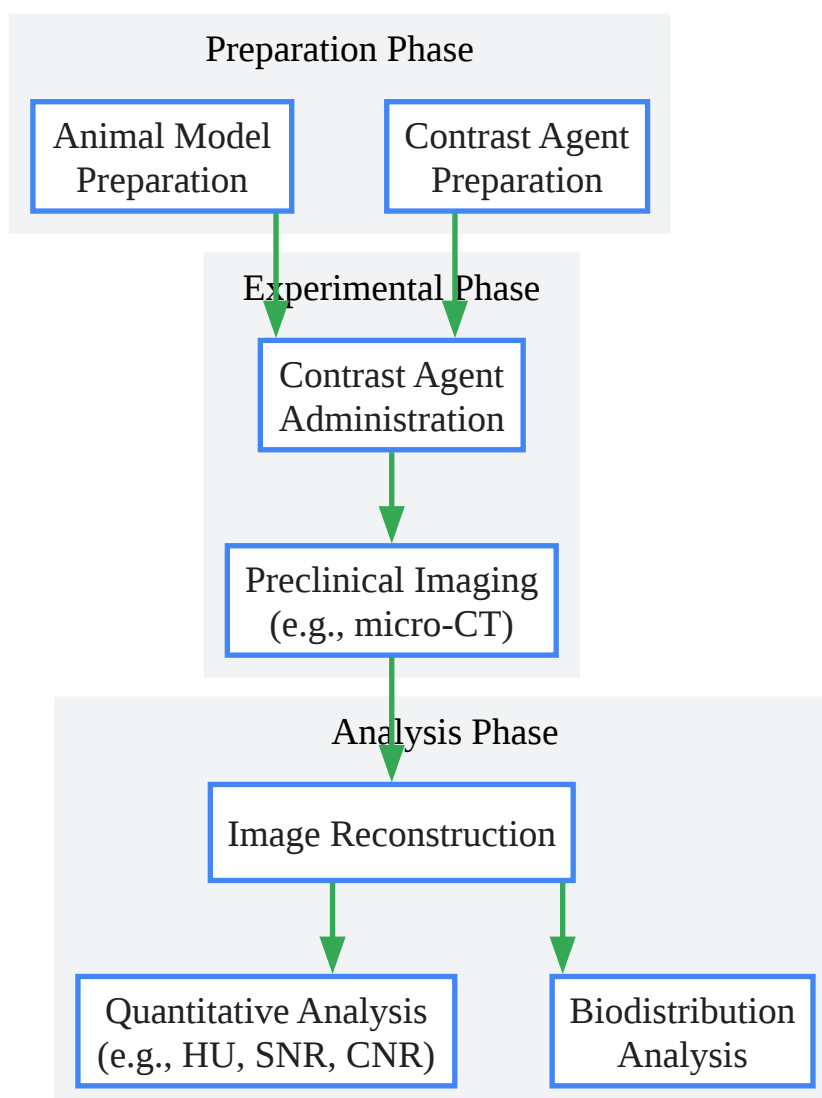 Preparation Phase
Animal Model
Preparation
Contrast Agent
Preparation
Experimental Phase
Contrast Agent
Administration
Preclinical Imaging
(e.g., micro-CT)
Analysis Phase
Image Reconstruction
Quantitative Analysis
(e.g., HU, SNR, CNR)
Biodistribution
Analysis